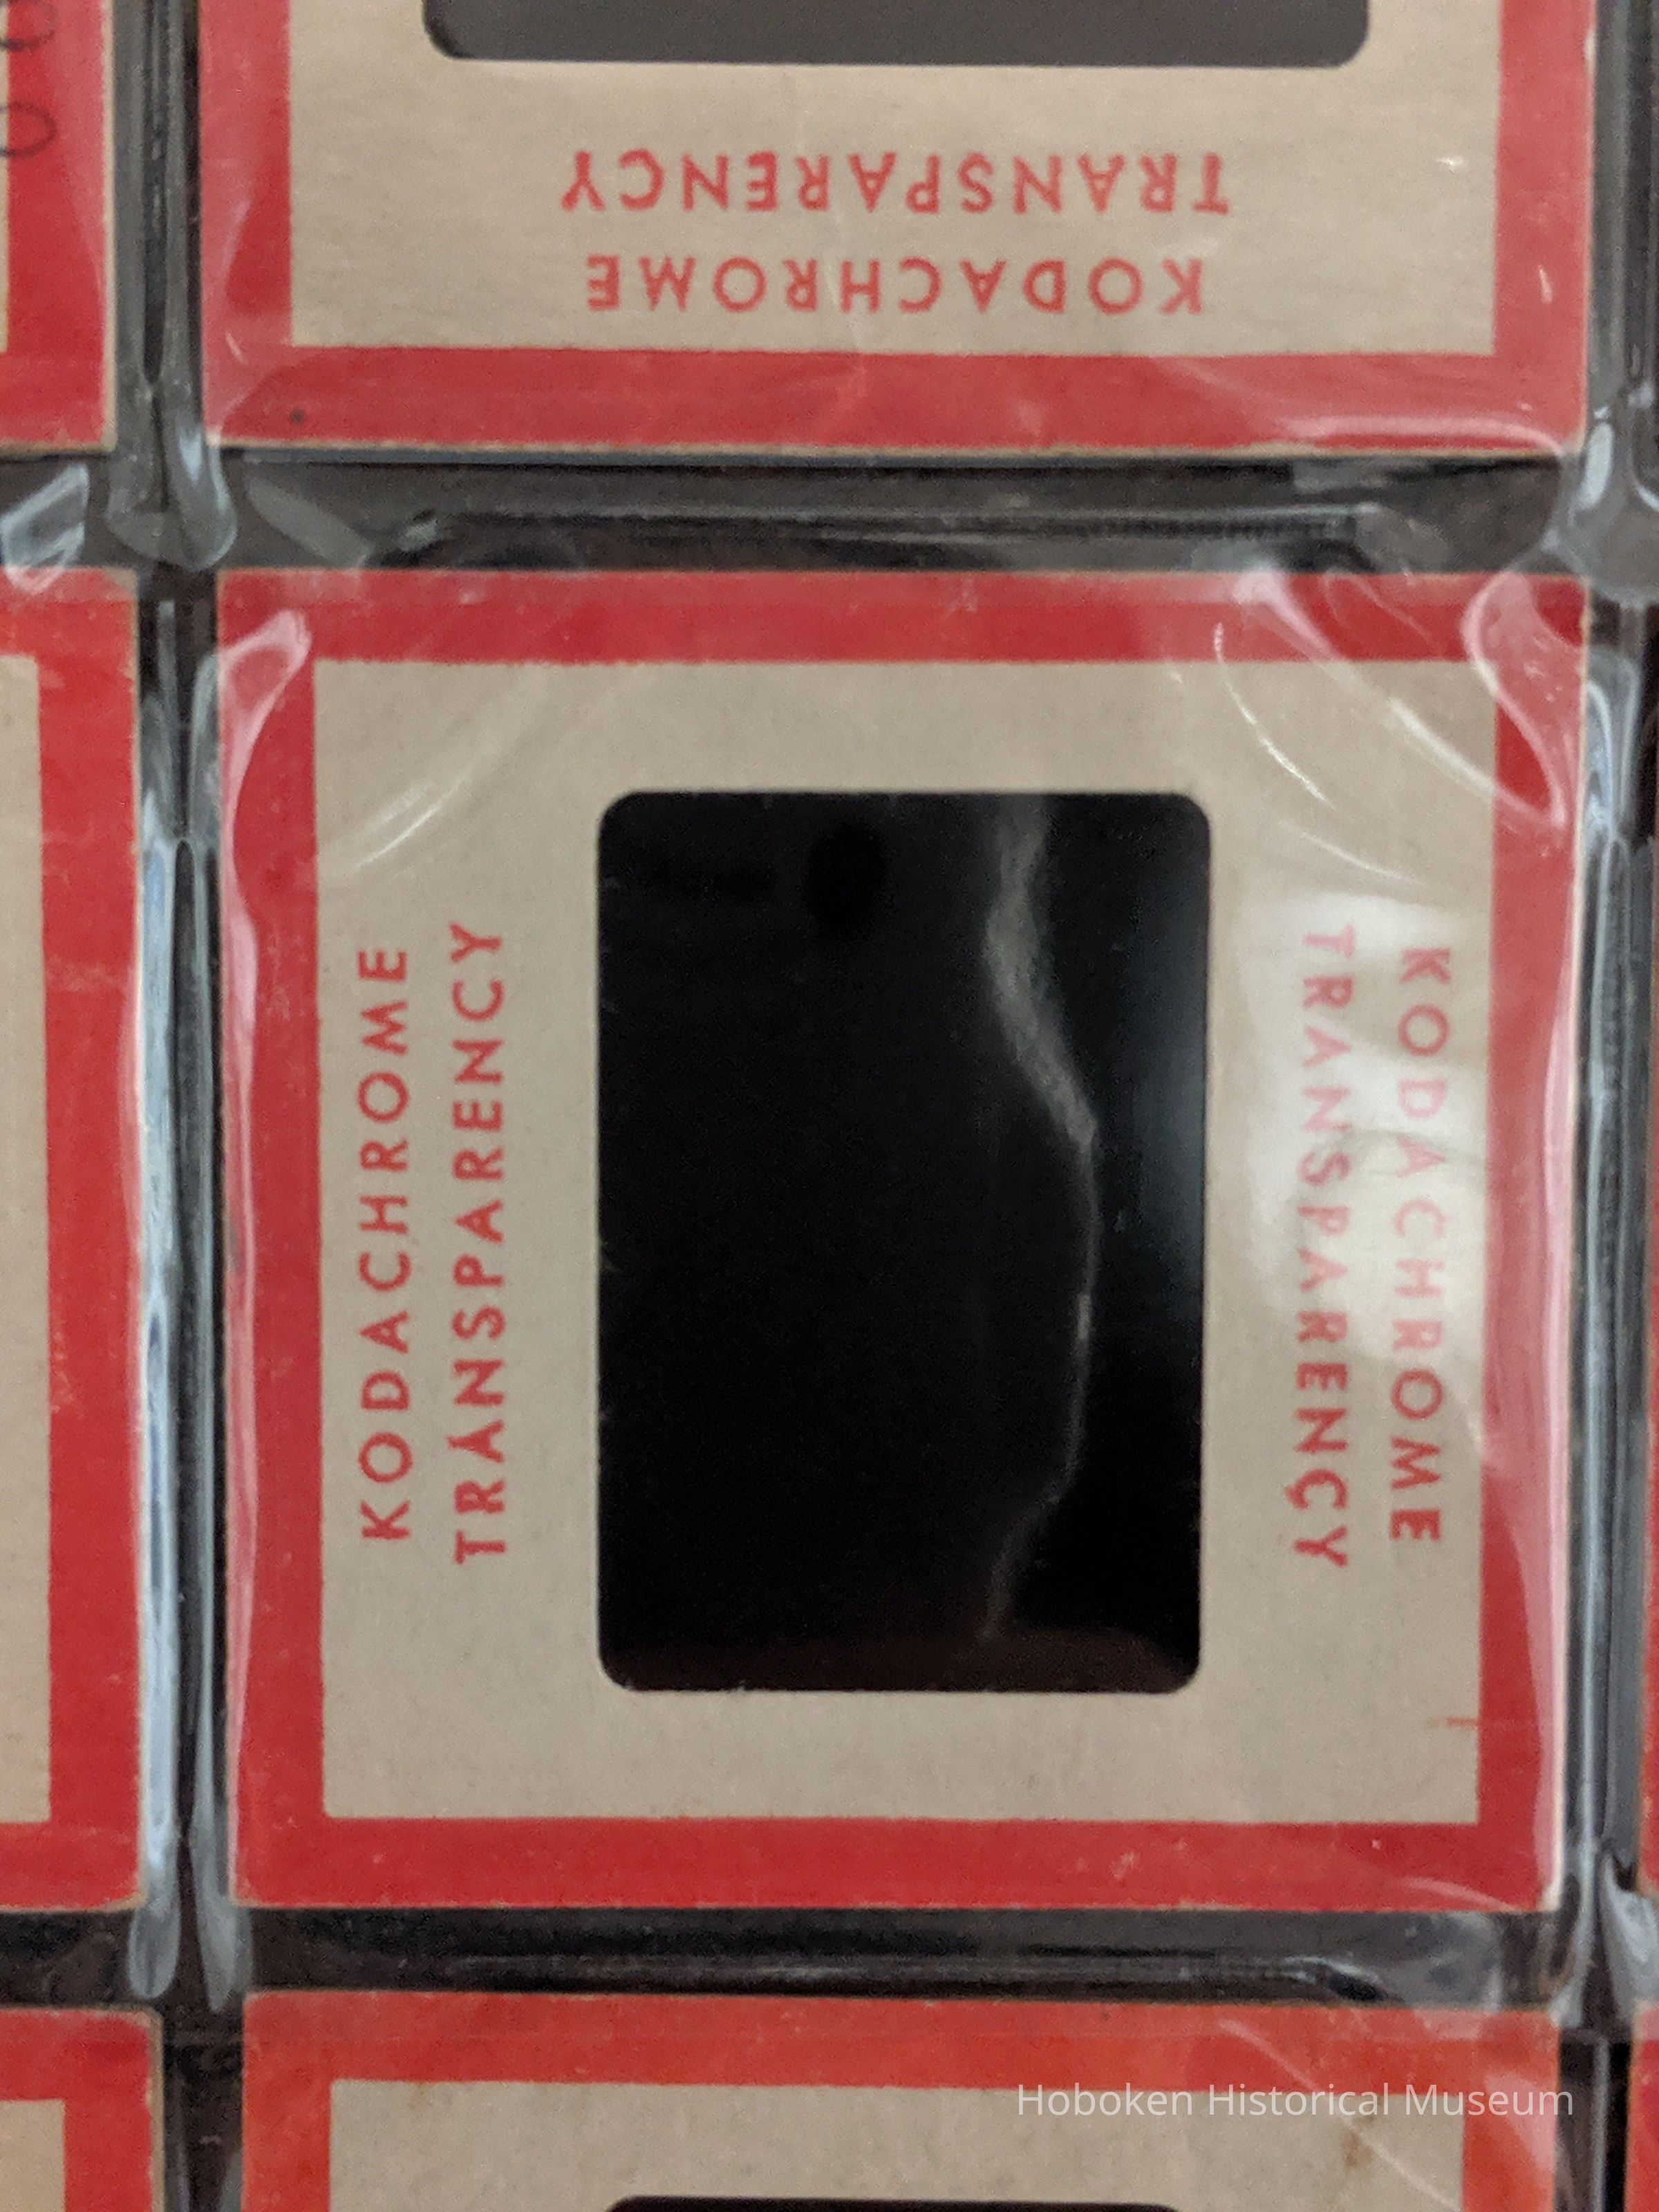 KODACHROME
TRANSPARENCY
KODACHROME
TRANSPARENCY
KODACHROME
TRANSPARENCY
Hoboken Historical Museum